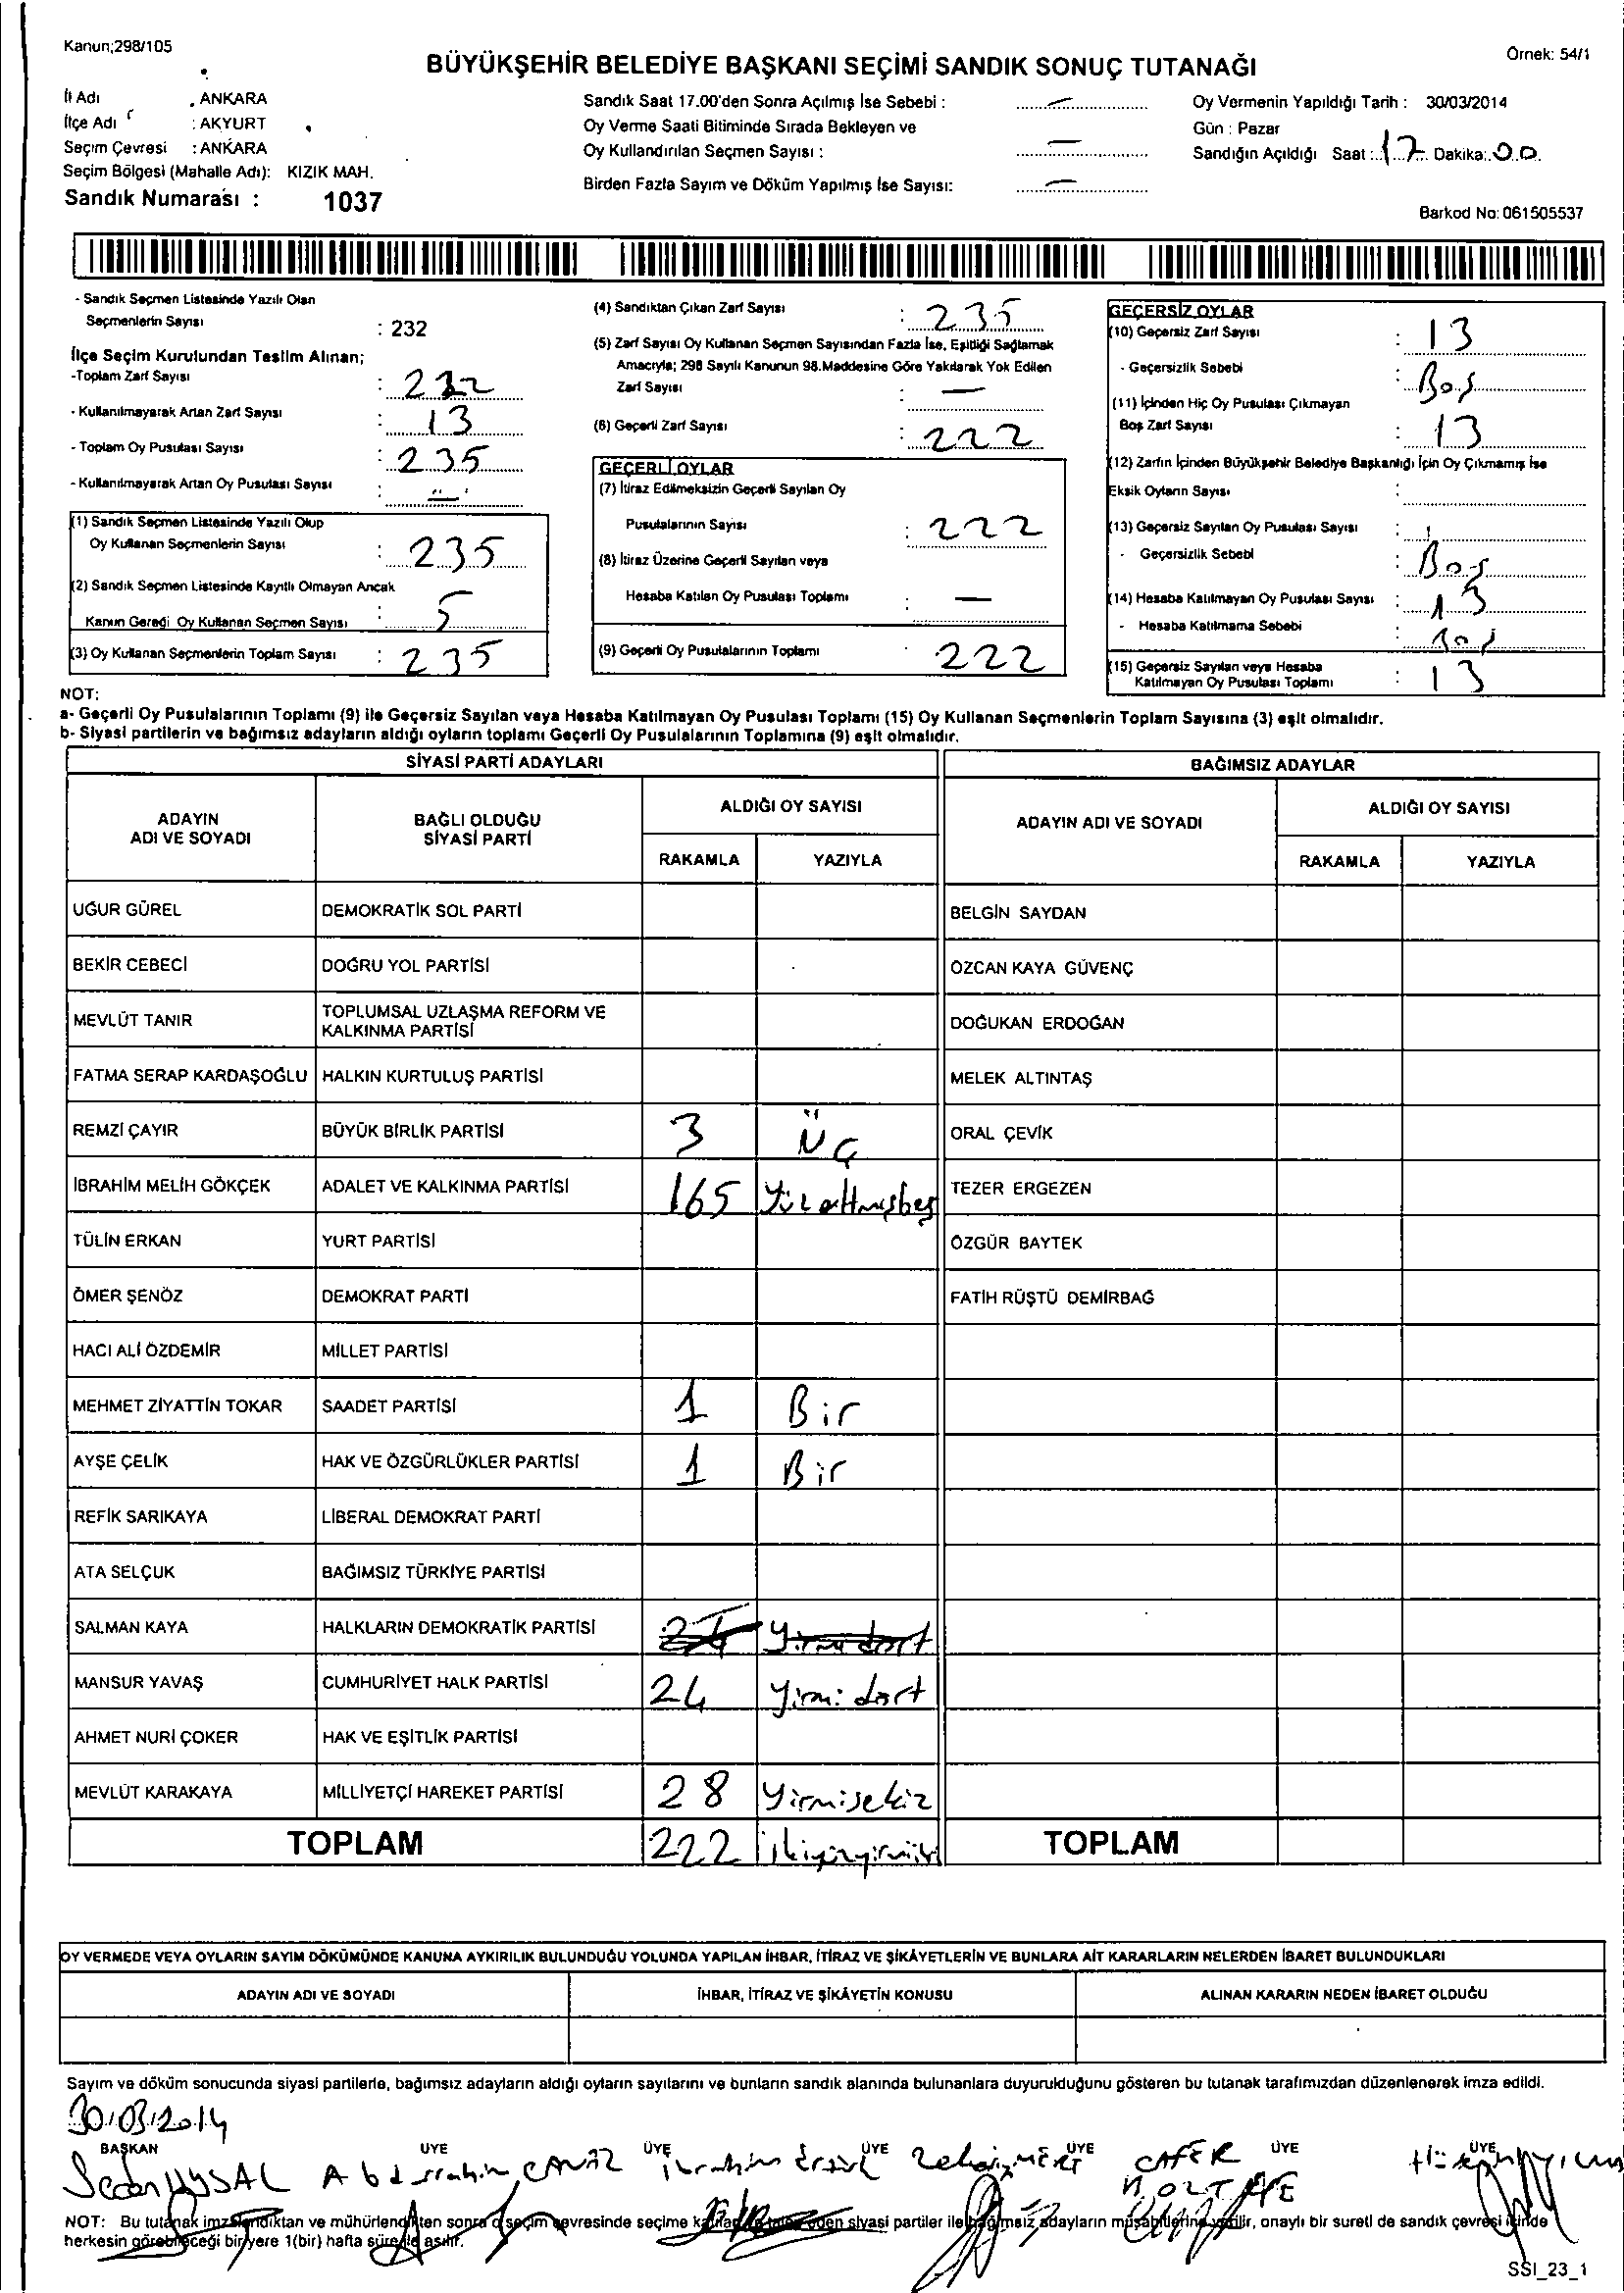 Kanun;298/105
Örnek: 54/1
BÜYÜKŞEHİR BELEDİYE BAŞKANI SEÇİMİ SANDIK SONUÇ TUTANAĞI
İl Adı : ANKARA
İlçe Adı : AKYURT
Seçim Çevresi : ANKARA
Seçim Bölgesi (Mahalle Adı): KIZIK MAH.
Sandık Numarası : 1037
Sandık Saat 17.00'den Sonra Açılmış İse Sebebi : —
Oy Verme Saati Bitiminde Sırada Bekleyen ve
Oy Kullandırılan Seçmen Sayısı : —
Birden Fazla Sayım ve Döküm Yapılmış İse Sayısı: —
Oy Vermenin Yapıldığı Tarih : 30/03/2014
Gün : Pazar
Sandığın Açıldığı Saat : 17 Dakika: 00
Barkod No: 061505537
- Sandık Seçmen Listesinde Yazılı Olan
Seçmenlerin Sayısı : 232
İlçe Seçim Kurulundan Teslim Alınan;
-Toplam Zarf Sayısı :
- Kullanılmayarak Artan Zarf Sayısı : 13
- Toplam Oy Pusulası Sayısı : 235
- Kullanılmayarak Artan Oy Pusulası Sayısı :
(1) Sandık Seçmen Listesinde Yazılı Olup
Oy Kullanan Seçmenlerin Sayısı : 235
(2) Sandık Seçmen Listesinde Kayıtlı Olmayan Ancak
Kanun Gereği Oy Kullanan Seçmen Sayısı : 5
(3) Oy Kullanan Seçmenlerin Toplam Sayısı : 235
(4) Sandıktan Çıkan Zarf Sayısı : 235
(5) Zarf Sayısı Oy Kullanan Seçmen Sayısından Fazla İse, Eşitliği Sağlamak
Amacıyla; 298 Sayılı Kanunun 98.Maddesine Göre Yakılarak Yok Edilen
Zarf Sayısı : —
(6) Geçerli Zarf Sayısı : 222
GEÇERLİ OYLAR
(7) İtiraz Edilmeksizin Geçerli Sayılan Oy
Pusulalarının Sayısı : 222
(8) İtiraz Üzerine Geçerli Sayılan veya
Hesaba Katılan Oy Pusulası Toplamı : —
(9) Geçerli Oy Pusulalarının Toplamı : 222
GEÇERSİZ OYLAR
(10) Geçersiz Zarf Sayısı : 13
- Geçersizlik Sebebi : Boş
(11) İçinden Hiç Oy Pusulası Çıkmayan
Boş Zarf Sayısı : 13
(12) Zarfın İçinden Büyükşehir Belediye Başkanlığı İçin Oy Çıkmamış İse
Eksik Oyların Sayısı :
(13) Geçersiz Sayılan Oy Pusulası Sayısı :
- Geçersizlik Sebebi : Boş
(14) Hesaba Katılmayan Oy Pusulası Sayısı : 13
- Hesaba Katılmama Sebebi : Boş
(15) Geçersiz Sayılan veya Hesaba
Katılmayan Oy Pusulası Toplamı : 13
NOT:
a- Geçerli Oy Pusulalarının Toplamı (9) ile Geçersiz Sayılan veya Hesaba Katılmayan Oy Pusulası Toplamı (15) Oy Kullanan Seçmenlerin Toplam Sayısına (3) eşit olmalıdır.
b- Siyasi partilerin ve bağımsız adayların aldığı oyların toplamı Geçerli Oy Pusulalarının Toplamına (9) eşit olmalıdır.
SİYASİ PARTİ ADAYLARI BAĞIMSIZ ADAYLAR
ADAYIN ADI VE SOYADI BAĞLI OLDUĞU SİYASİ PARTİ ALDIĞI OY SAYISI ADAYIN ADI VE SOYADI ALDIĞI OY SAYISI
RAKAMLA YAZIYLA RAKAMLA YAZIYLA
UĞUR GÜREL DEMOKRATİK SOL PARTİ BELGİN SAYDAN
BEKİR CEBECİ DOĞRU YOL PARTİSİ ÖZCAN KAYA GÜVENÇ
MEVLÜT TANIR TOPLUMSAL UZLAŞMA REFORM VE KALKINMA PARTİSİ DOĞUKAN ERDOĞAN
FATMA SERAP KARDAŞOĞLU HALKIN KURTULUŞ PARTİSİ MELEK ALTINTAŞ
REMZİ ÇAYIR BÜYÜK BİRLİK PARTİSİ 3 Üç ORAL ÇEVİK
İBRAHİM MELİH GÖKÇEK ADALET VE KALKINMA PARTİSİ 165 Yüzaltmışbeş TEZER ERGEZEN
TÜLİN ERKAN YURT PARTİSİ ÖZGÜR BAYTEK
ÖMER ŞENÖZ DEMOKRAT PARTİ FATİH RÜŞTÜ DEMİRBAĞ
HACI ALİ ÖZDEMİR MİLLET PARTİSİ
MEHMET ZİYATTİN TOKAR SAADET PARTİSİ 1 Bir
AYŞE ÇELİK HAK VE ÖZGÜRLÜKLER PARTİSİ 1 Bir
REFİK SARIKAYA LİBERAL DEMOKRAT PARTİ
ATA SELÇUK BAĞIMSIZ TÜRKİYE PARTİSİ
SALMAN KAYA HALKLARIN DEMOKRATİK PARTİSİ 24 Yirmi dört
MANSUR YAVAŞ CUMHURİYET HALK PARTİSİ 24 Yirmi dört
AHMET NURİ ÇOKER HAK VE EŞİTLİK PARTİSİ
MEVLÜT KARAKAYA MİLLİYETÇİ HAREKET PARTİSİ 28 Yirmisekiz
TOPLAM 222 ikiyüzyirmiiki TOPLAM
OY VERMEDE VEYA OYLARIN SAYIM DÖKÜMÜNDE KANUNA AYKIRILIK BULUNDUĞU YOLUNDA YAPILAN İHBAR, İTİRAZ VE ŞİKÂYETLERİN VE BUNLARA AİT KARARLARIN NELERDEN İBARET BULUNDUKLARI
ADAYIN ADI VE SOYADI İHBAR, İTİRAZ VE ŞİKÂYETİN KONUSU ALINAN KARARIN NEDEN İBARET OLDUĞU
Sayım ve döküm sonucunda siyasi partilerle, bağımsız adayların aldığı oyların sayılarını ve bunların sandık alanında bulunanlara duyurulduğunu gösteren bu tutanak tarafımızdan düzenlenerek imza edildi.
30/03/2014
BAŞKAN ÜYE ÜYE ÜYE ÜYE ÜYE ÜYE
CAFER
NOT: Bu tutanak imzalandıktan ve mühürlendikten sonra o seçim çevresinde seçime katılan ve talep eden siyasi partiler ile bağımsız adayların müşahitlerine verilir, onaylı bir sureti de sandık çevresi içinde
herkesin görebileceği bir yere 1(bir) hafta süreyle asılır.
SSI_23_1